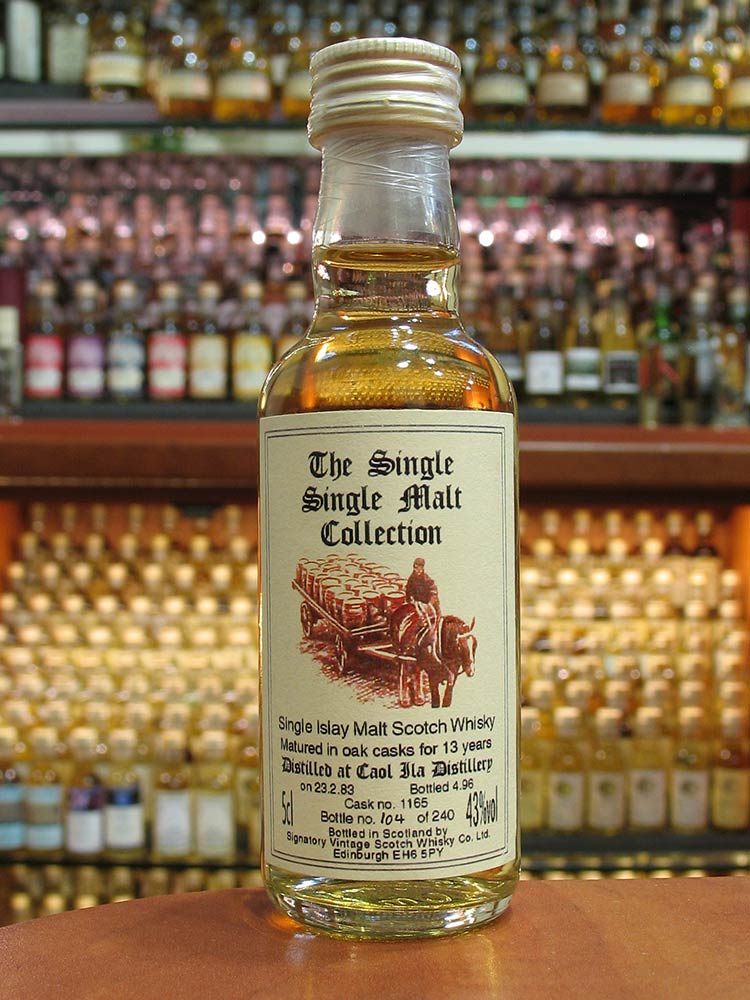 The Single
Single Malt
Collection
Single Islay Malt Scotch Whisky
Matured in oak casks for 13 years
Distilled at Caol Ila Distillery
on 23.2.83 Bottled 4.96
Cask no. 1165
5cl Bottle no. 104 of 240 43%vol
Bottled in Scotland by
Signatory Vintage Scotch Whisky Co. Ltd.
Edinburgh EH6 5PY